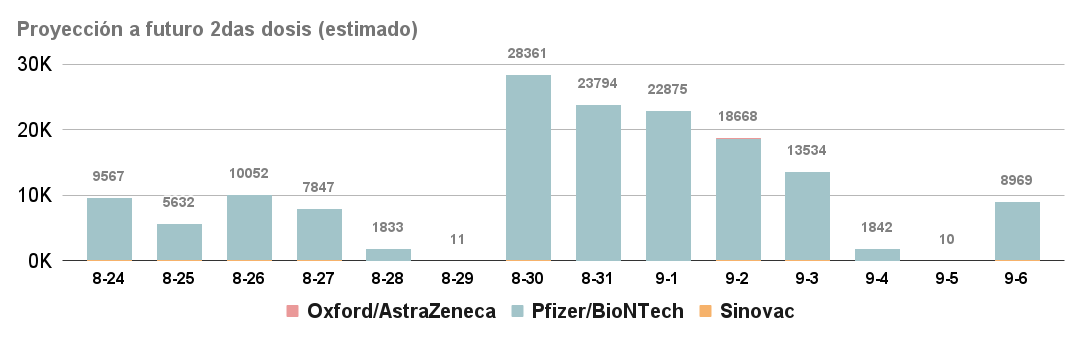 Proyección a futuro 2das dosis (estimado)
30K
20K
10K
0K
9567
5632
10052
7847
1833
11
28361
23794
22875
18668
13534
1842
10
8969
8-24 8-25 8-26 8-27 8-28 8-29 8-30 8-31 9-1 9-2 9-3 9-4 9-5 9-6
Oxford/AstraZeneca Pfizer/BioNTech Sinovac